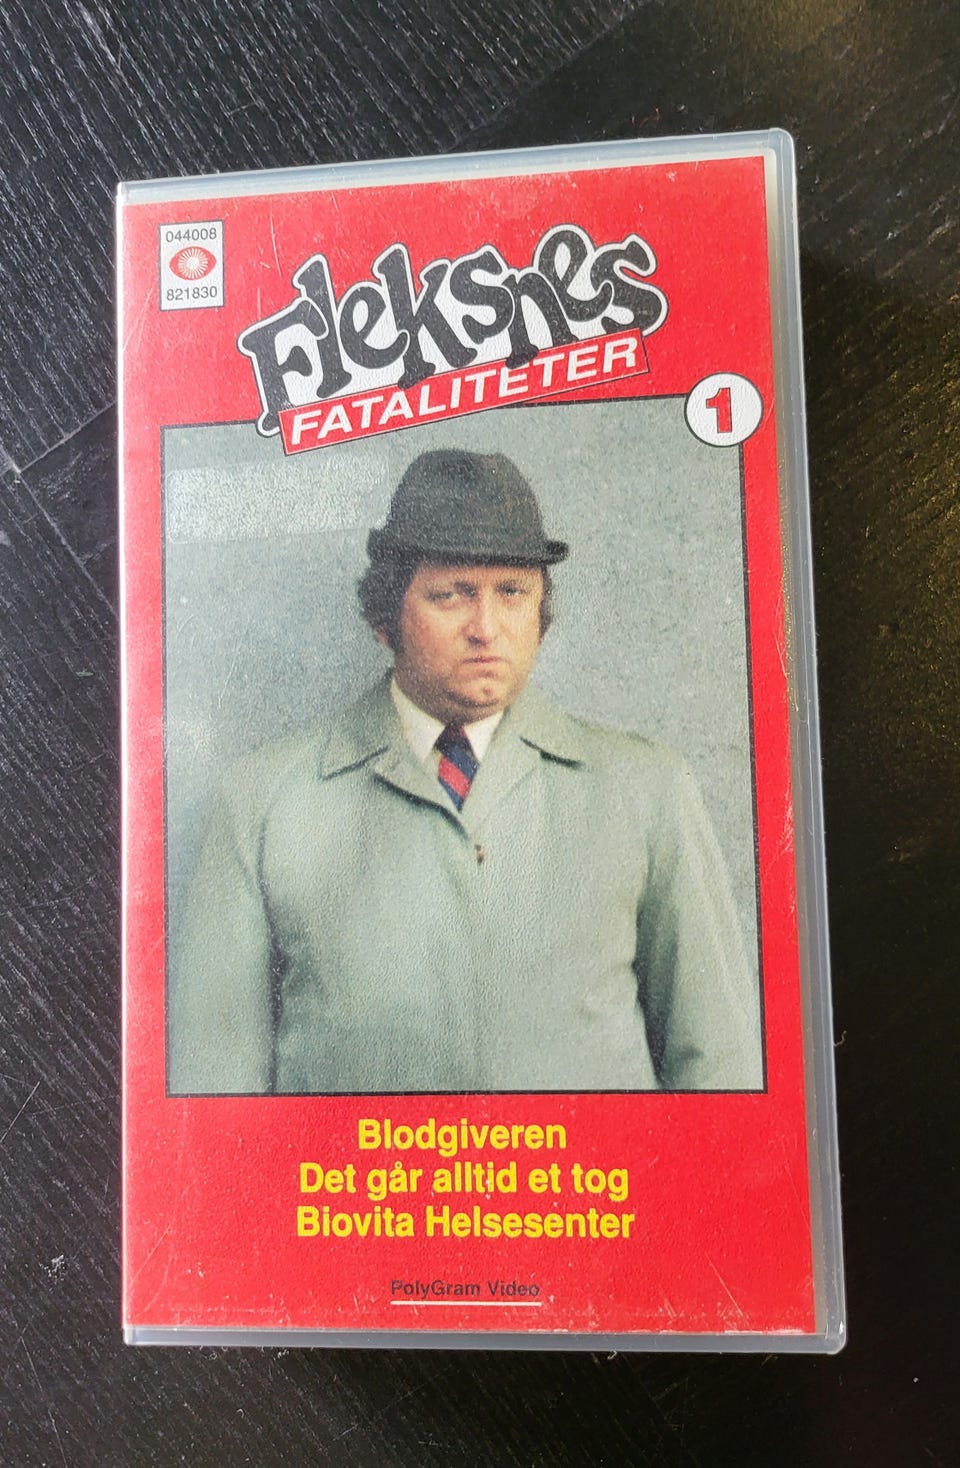 044008
821830
Fleksnes
FATALITETER
1
Blodgiveren
Det går alltid et tog
Biovita Helsesenter
PolyGram Video